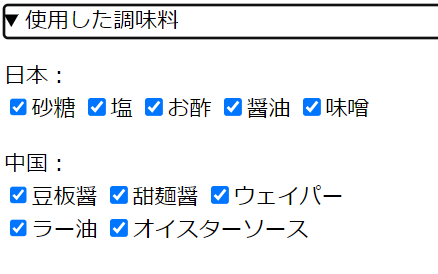 ▼ 使用した調味料
日本：
砂糖 塩 お酢 醤油 味噌
中国：
豆板醤 甜麺醤 ウェイパー
ラー油 オイスターソース